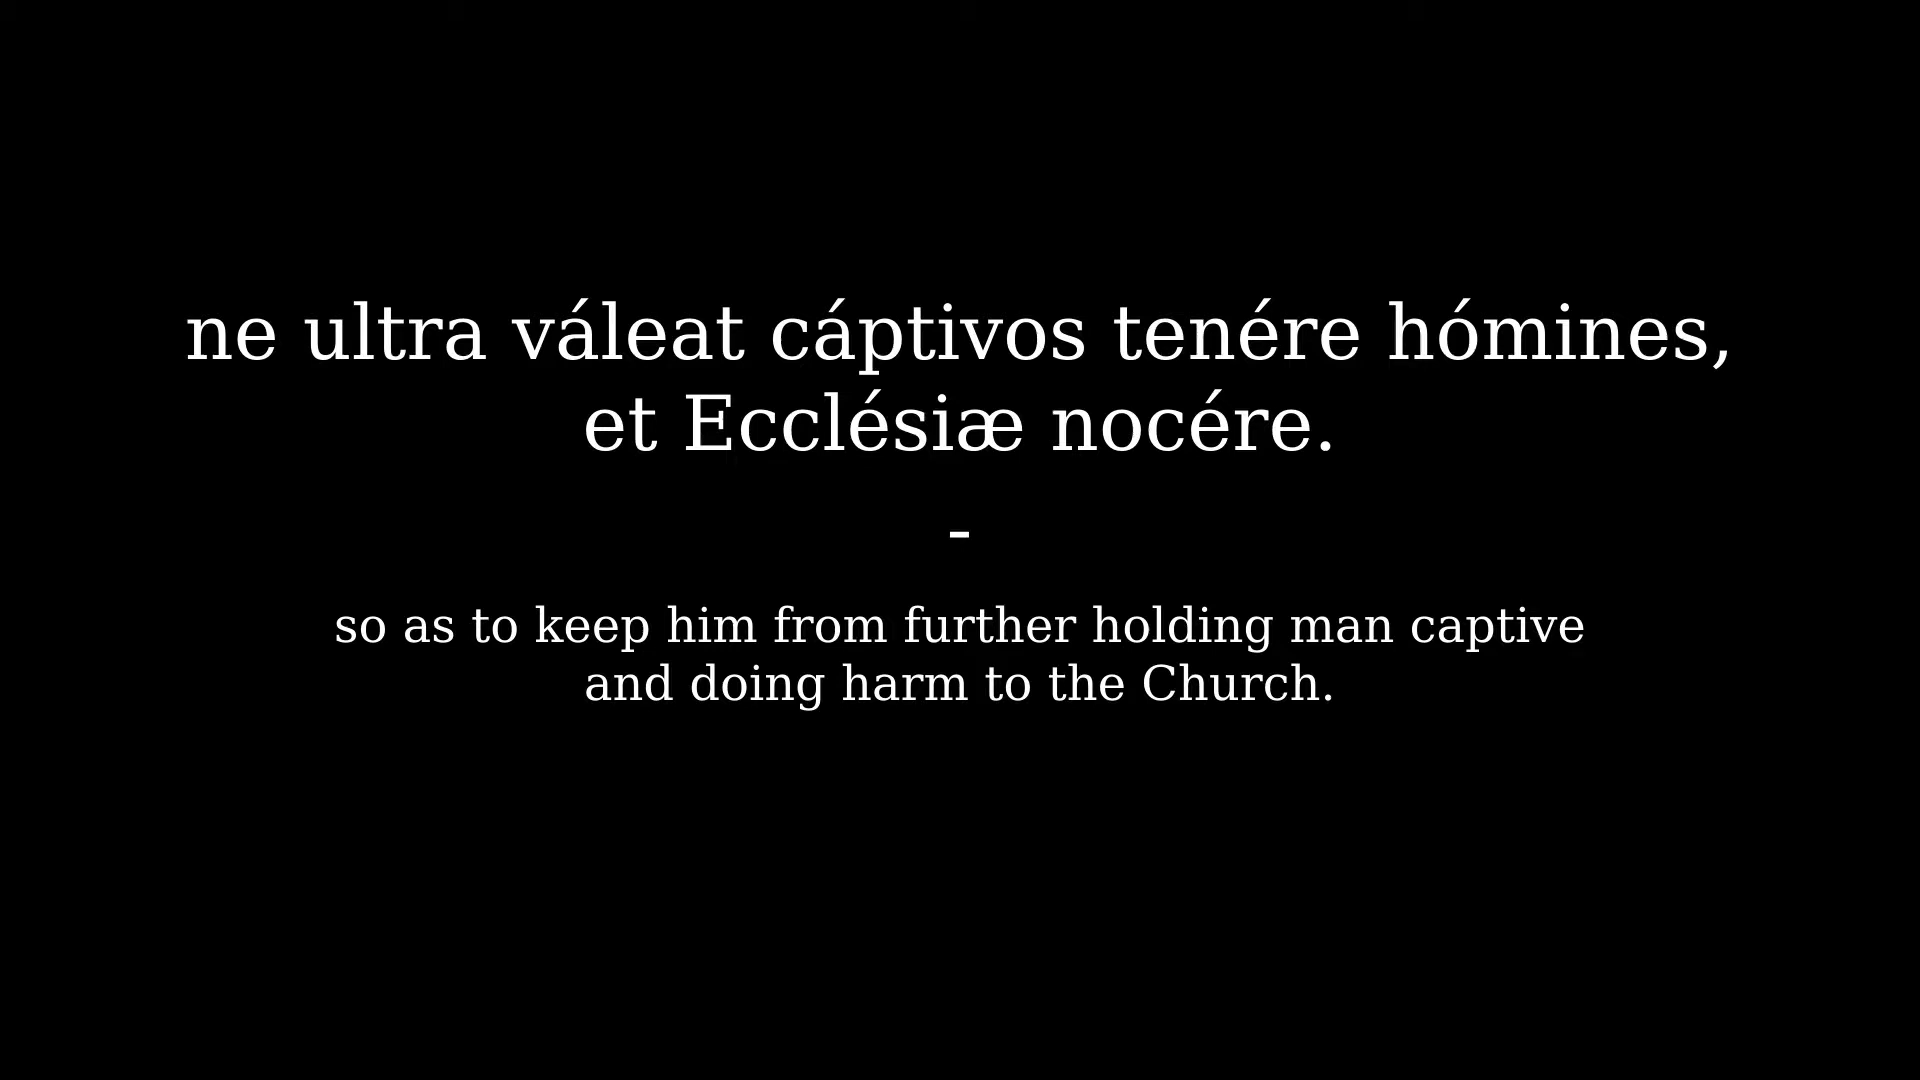 ne ultra váleat cáptivos tenére hómines,
et Ecclésiæ nocére.
-
so as to keep him from further holding man captive
and doing harm to the Church.